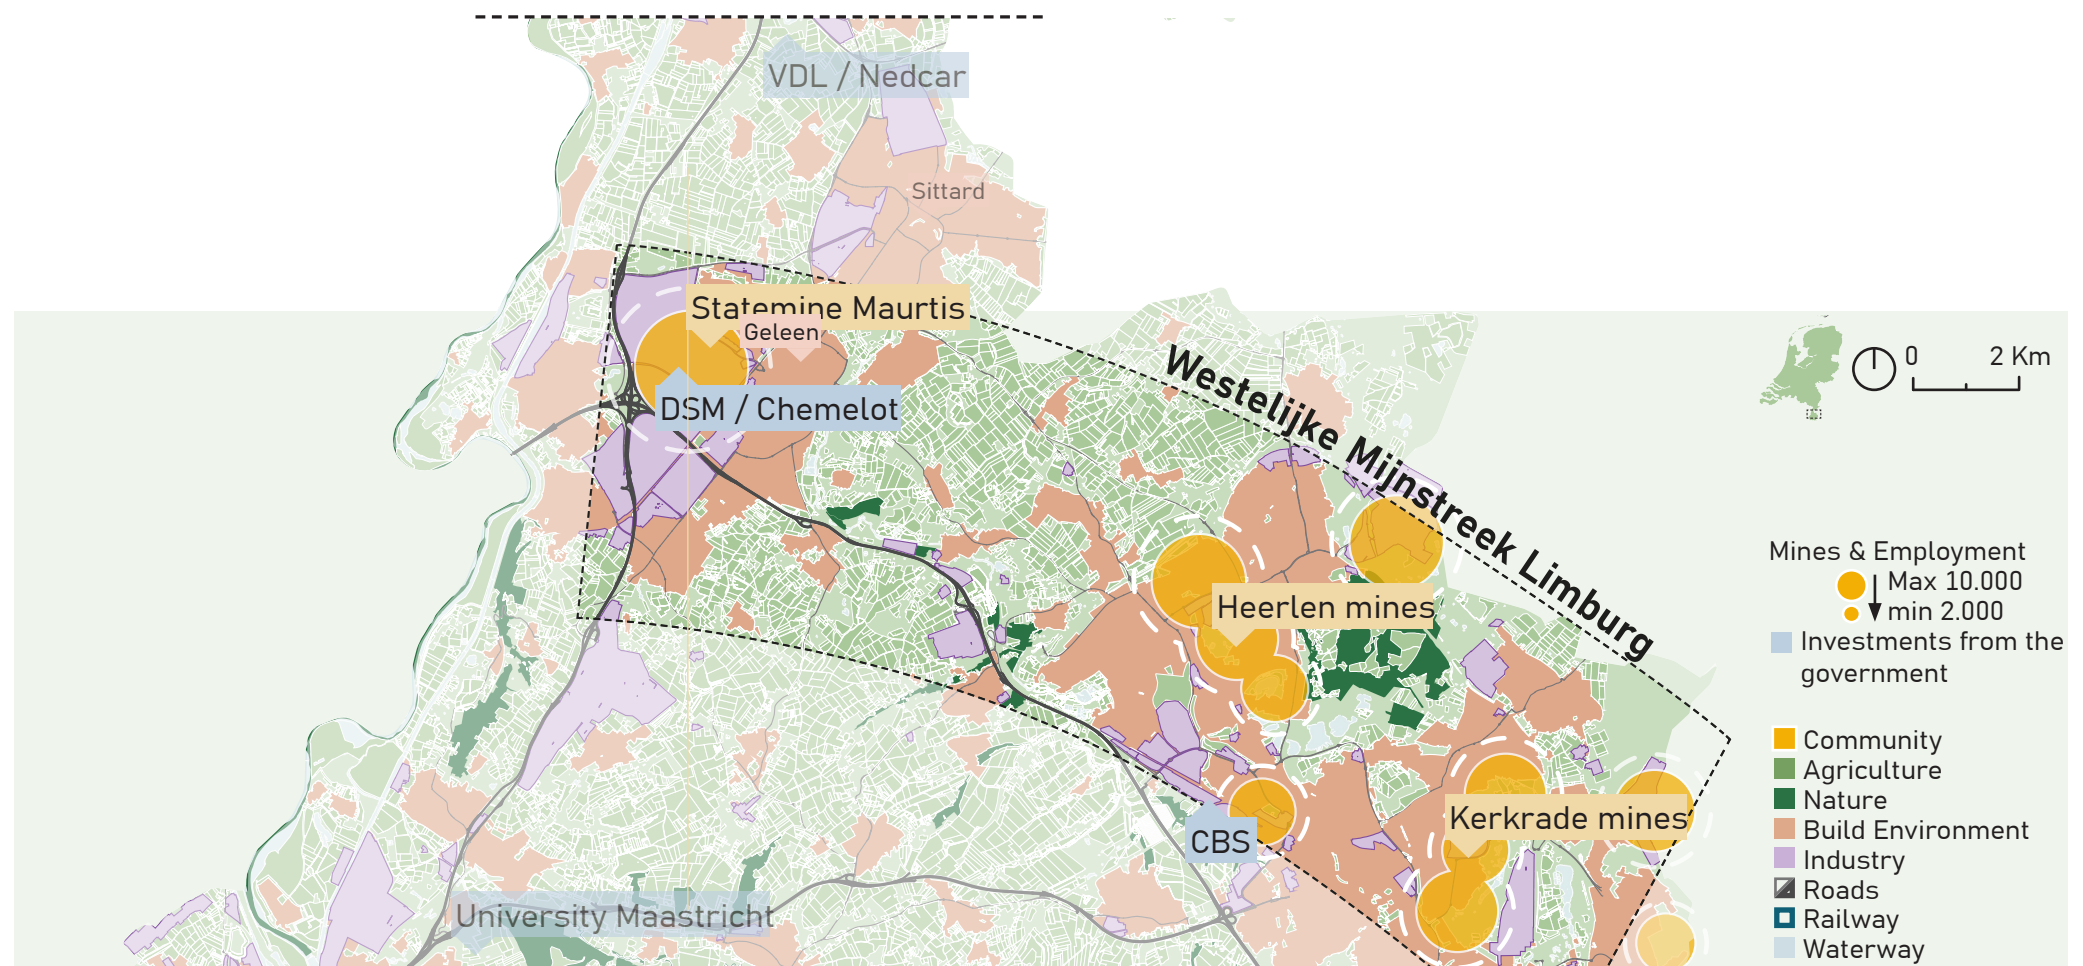 VDL / Nedcar
Sittard
Statemine Maurtis
Geleen
DSM / Chemelot
Westelijke Mijnstreek Limburg
Heerlen mines
Kerkrade mines
CBS
University Maastricht
0 2 Km
Mines & Employment
Max 10.000
min 2.000
Investments from the
government
Community
Agriculture
Nature
Build Environment
Industry
Roads
Railway
Waterway